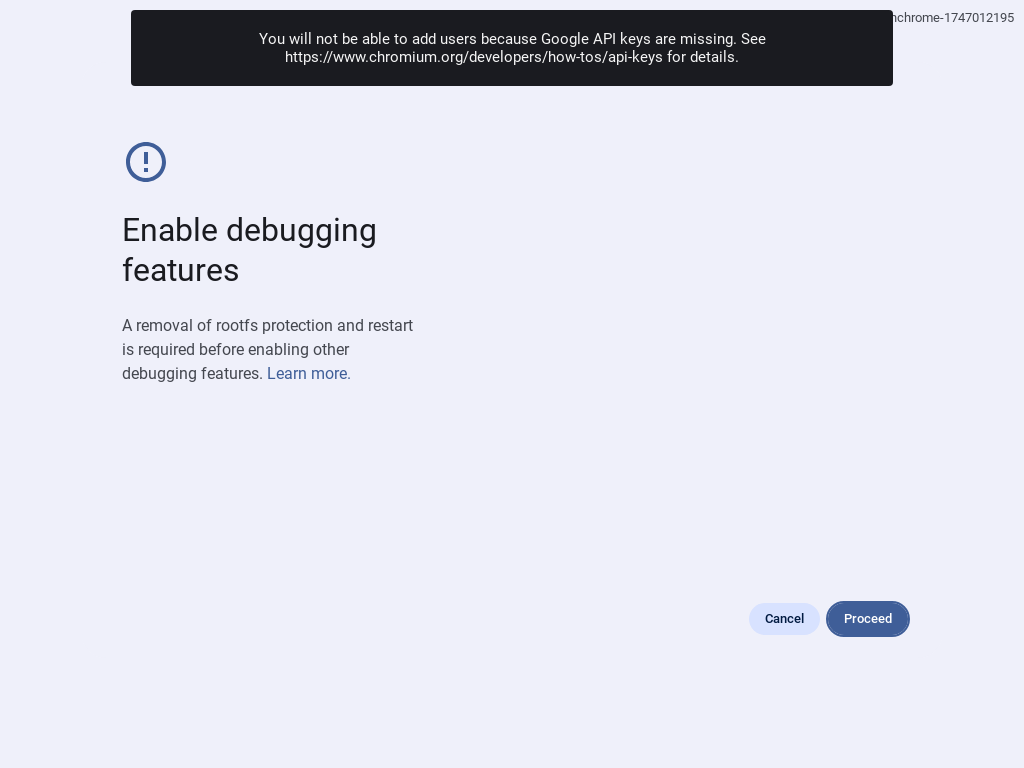 You will not be able to add users because Google API keys are missing. See
https://www.chromium.org/developers/how-tos/api-keys for details.
Enable debugging
features
A removal of rootfs protection and restart
is required before enabling other
debugging features. Learn more.
Cancel
Proceed